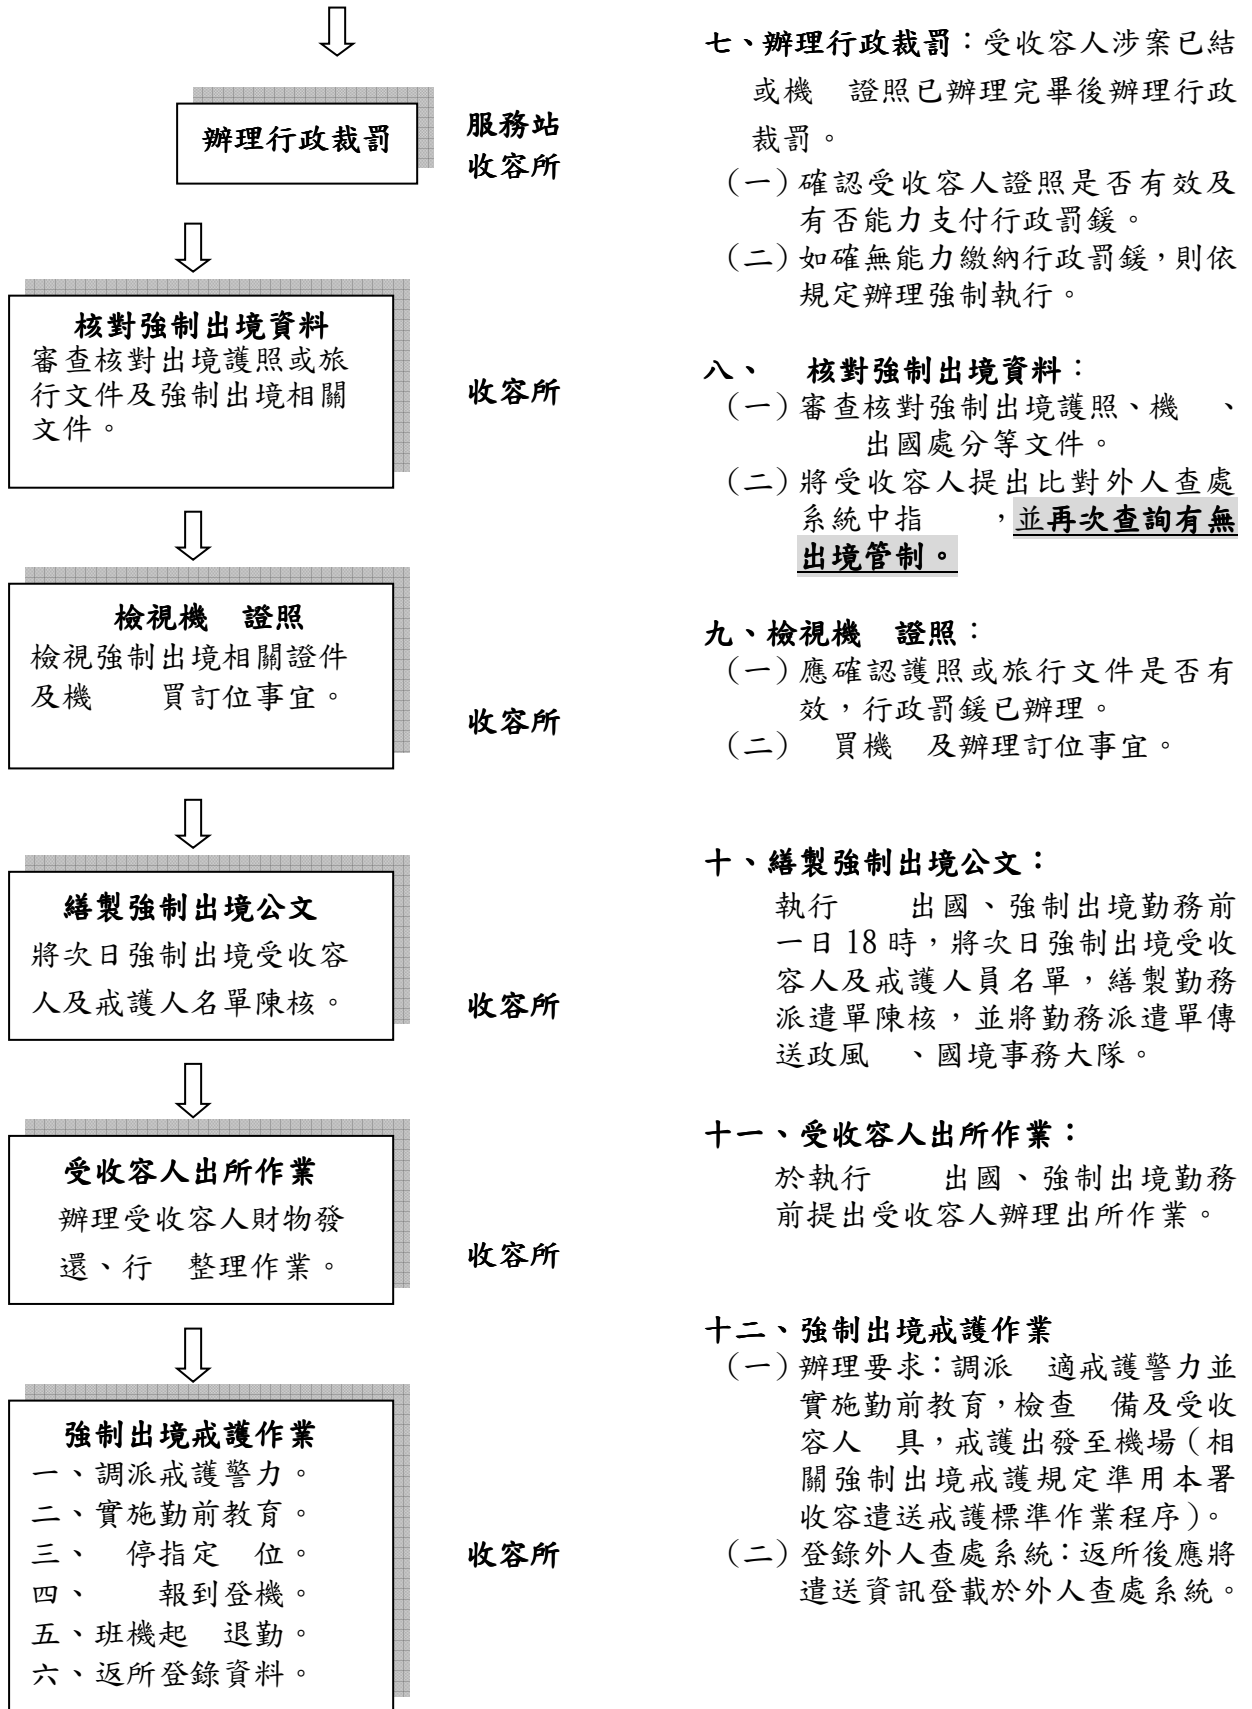 辦理行政裁罰
服務站
收容所
核對強制出境資料
審查核對出境護照或旅
行文件及強制出境相關
文件。
收容所
檢視機 證照
檢視強制出境相關證件
及機 買訂位事宜。
收容所
繕製強制出境公文
將次日強制出境受收容
人及戒護人名單陳核。
收容所
受收容人出所作業
辦理受收容人財物發
還、行 整理作業。
收容所
強制出境戒護作業
一、調派戒護警力。
二、實施勤前教育。
三、 停指定 位。
四、 報到登機。
五、班機起 退勤。
六、返所登錄資料。
收容所
七、辦理行政裁罰：受收容人涉案已結
或機 證照已辦理完畢後辦理行政
裁罰。
(一)確認受收容人證照是否有效及
有否能力支付行政罰鍰。
(二)如確無能力繳納行政罰鍰，則依
規定辦理強制執行。
八、 核對強制出境資料：
(一)審查核對強制出境護照、機 、
出國處分等文件。
(二)將受收容人提出比對外人查處
系統中指 ，並再次查詢有無
出境管制。
九、檢視機 證照：
(一)應確認護照或旅行文件是否有
效，行政罰鍰已辦理。
(二) 買機 及辦理訂位事宜。
十、繕製強制出境公文：
執行 出國、強制出境勤務前
一日18時，將次日強制出境受收
容人及戒護人員名單，繕製勤務
派遣單陳核，並將勤務派遣單傳
送政風 、國境事務大隊。
十一、受收容人出所作業：
於執行 出國、強制出境勤務
前提出受收容人辦理出所作業。
十二、強制出境戒護作業
(一)辦理要求：調派 適戒護警力並
實施勤前教育，檢查 備及受收
容人 具，戒護出發至機場(相
關強制出境戒護規定準用本署
收容遣送戒護標準作業程序)。
(二)登錄外人查處系統：返所後應將
遣送資訊登載於外人查處系統。